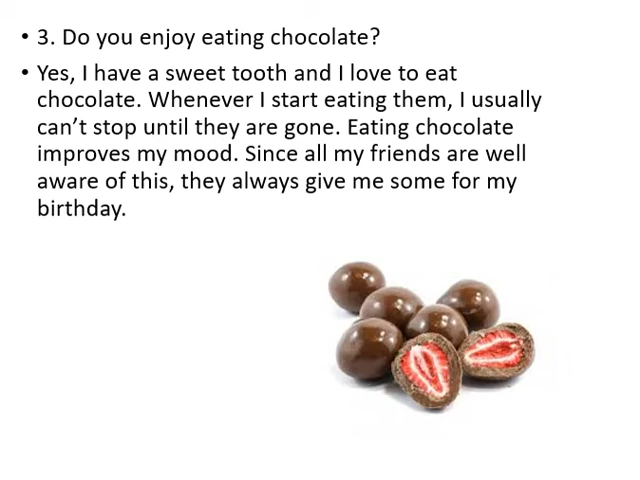 • 3. Do you enjoy eating chocolate?
• Yes, I have a sweet tooth and I love to eat
chocolate. Whenever I start eating them, I usually
can’t stop until they are gone. Eating chocolate
improves my mood. Since all my friends are well
aware of this, they always give me some for my
birthday.